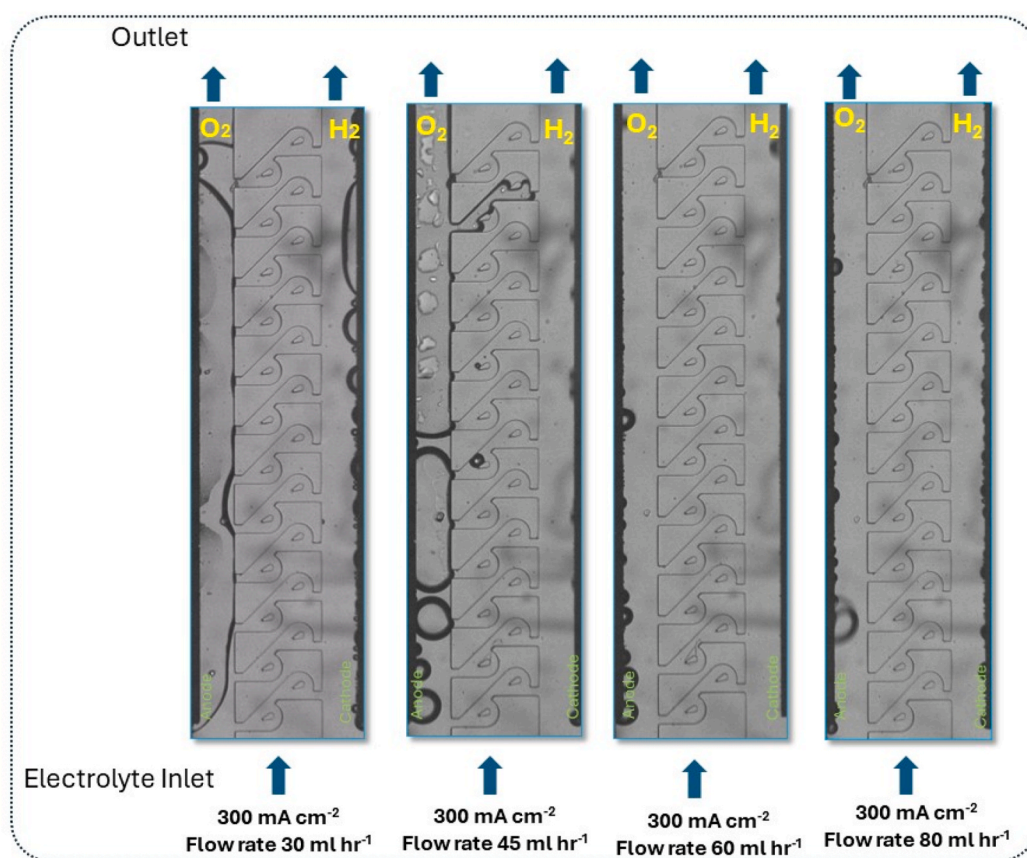 Outlet
O₂ H₂ O₂ H₂ O₂ H₂ O₂ H₂
Anode Cathode Anode Cathode Anode Cathode Anode Cathode
Electrolyte Inlet
300 mA cm⁻² 300 mA cm⁻² 300 mA cm⁻² 300 mA cm⁻²
Flow rate 30 ml hr⁻¹ Flow rate 45 ml hr⁻¹ Flow rate 60 ml hr⁻¹ Flow rate 80 ml hr⁻¹